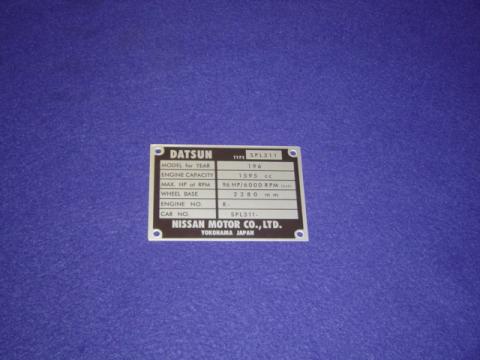 DATSUN TYPE SPL311
MODEL for YEAR 196
ENGINE CAPACITY 1595 cc
MAX. HP at RPM 96 HP/6000 RPM
WHEEL BASE 2280 mm
ENGINE NO. R-
CAR NO. SPL311-
NISSAN MOTOR CO., LTD.
YOKOHAMA JAPAN